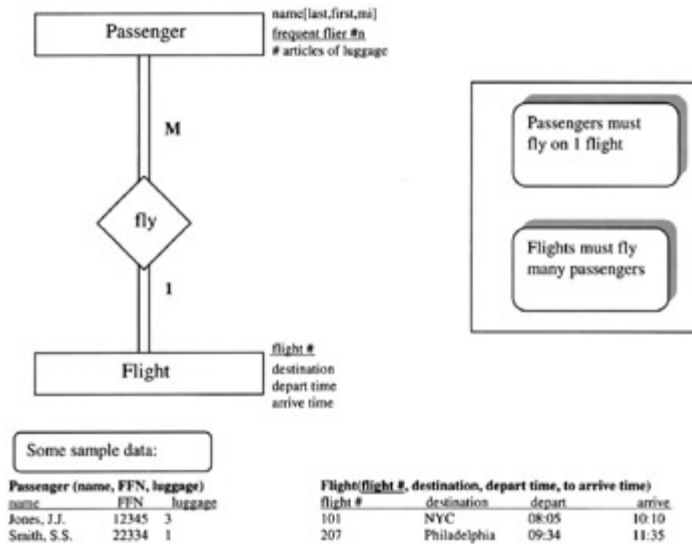 name[last,first,mi]
Passenger
frequent flier #n
# articles of luggage
M
Passengers must
fly on 1 flight
fly
Flights must fly
many passengers
1
flight #
Flight
destination
depart time
arrive time
Some sample data:
Passenger (name, FFN, luggage)
name FFN luggage
Jones, J.J. 12345 3
Smith, S.S. 22334 1
Flight(flight #, destination, depart time, to arrive time)
flight # destination depart arrive
101 NYC 08:05 10:10
207 Philadelphia 09:34 11:35